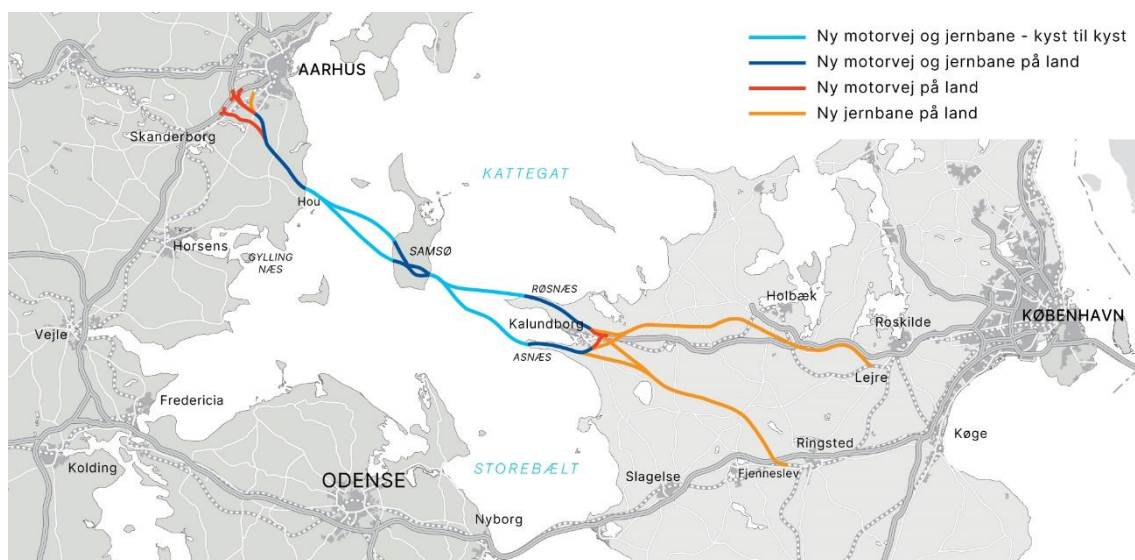 Ny motorvej og jernbane - kyst til kyst
Ny motorvej og jernbane på land
Ny motorvej på land
Ny jernbane på land
AARHUS
Skanderborg
KATTEGAT
Hou
SAMSØ
Horsens
GYLLING
NÆS
RØSNÆS
Holbæk
Kalundborg
Roskilde
KØBENHAVN
Vejle
ASNÆS
Lejre
Fredericia
Køge
Ringsted
Kolding
STOREBÆLT
Slagelse
Fjenneslev
ODENSE
Nyborg